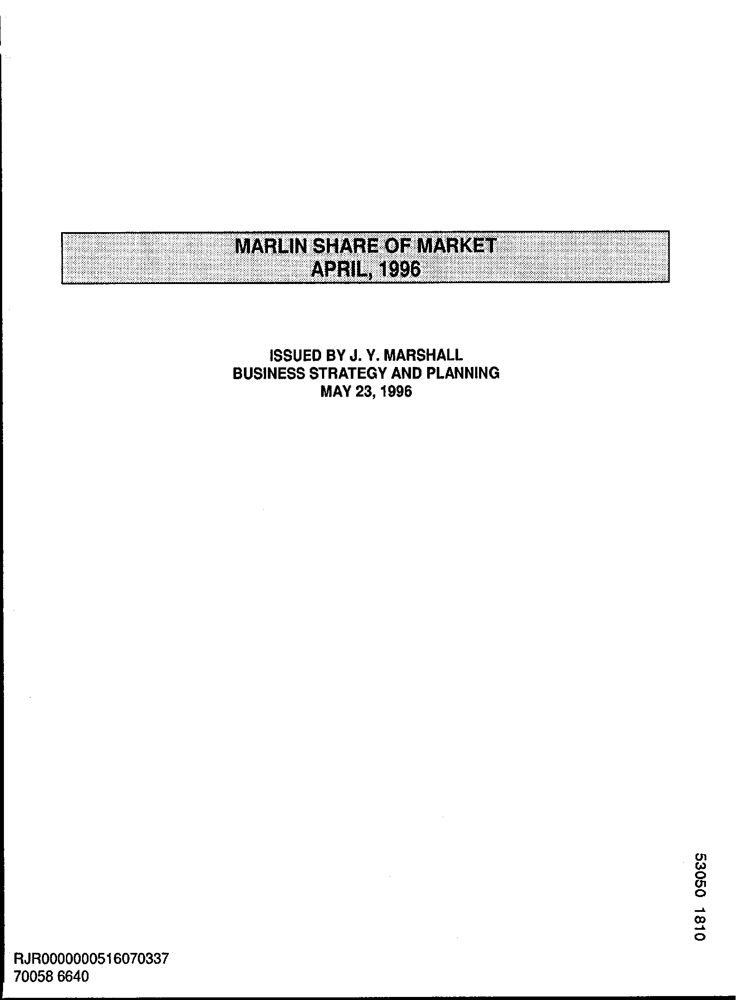 MARLIN SHARE OF MARKET
APRIL, 1996
ISSUED BY J. Y. MARSHALL
BUSINESS STRATEGY AND PLANNING
MAY 23, 1996
53050 1810
RJR0000000516070337
70058 6640